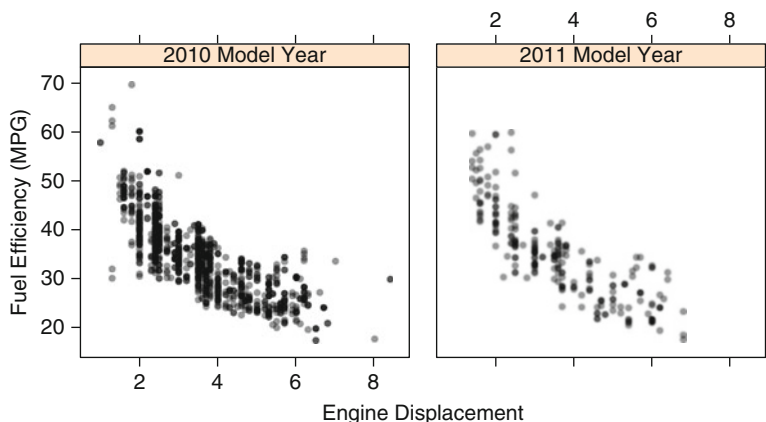 2 4 6 8
2010 Model Year 2011 Model Year
70
60
50
40
30
20
Fuel Efficiency (MPG)
2 4 6 8
Engine Displacement